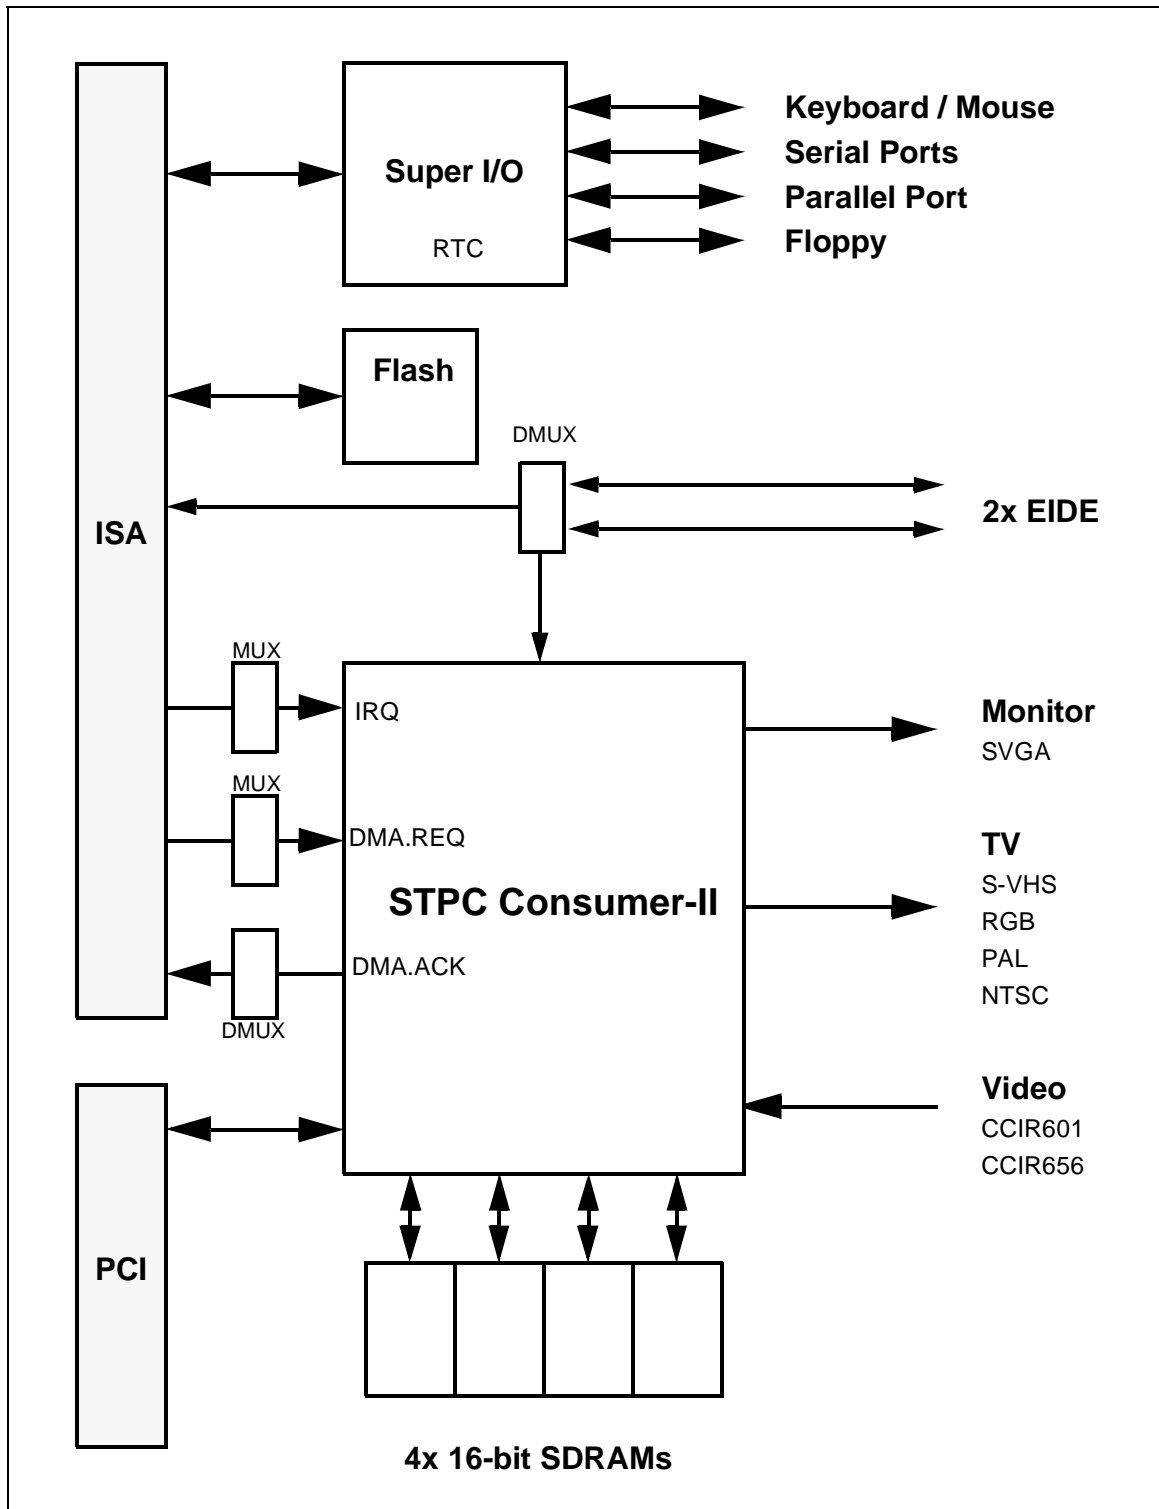 Keyboard / Mouse
Serial Ports
Super I/O
Parallel Port
RTC
Floppy
Flash
DMUX
ISA
2x EIDE
MUX
IRQ
Monitor
SVGA
MUX
DMA.REQ
TV
S-VHS
STPC Consumer-II
RGB
DMA.ACK
PAL
NTSC
DMUX
Video
CCIR601
CCIR656
PCI
4x 16-bit SDRAMs